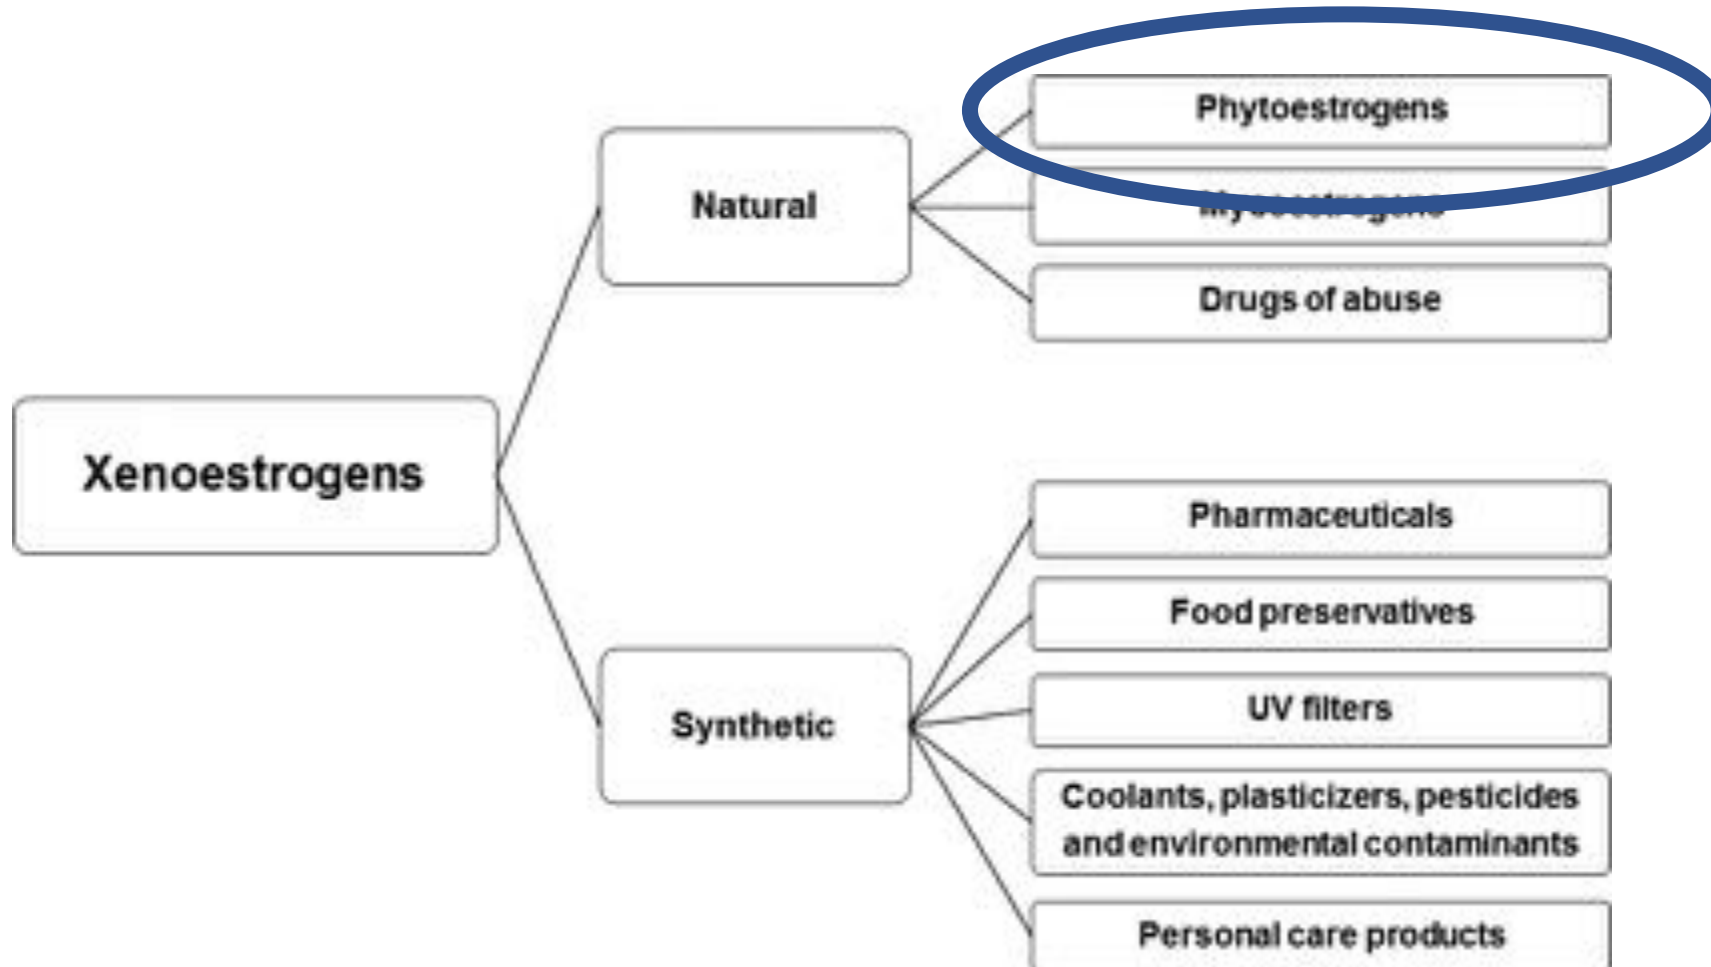 Phytoestrogens
Natural
Mycoestrogens
Drugs of abuse
Xenoestrogens
Pharmaceuticals
Food preservatives
UV filters
Synthetic
Coolants, plasticizers, pesticides
and environmental contaminants
Personal care products